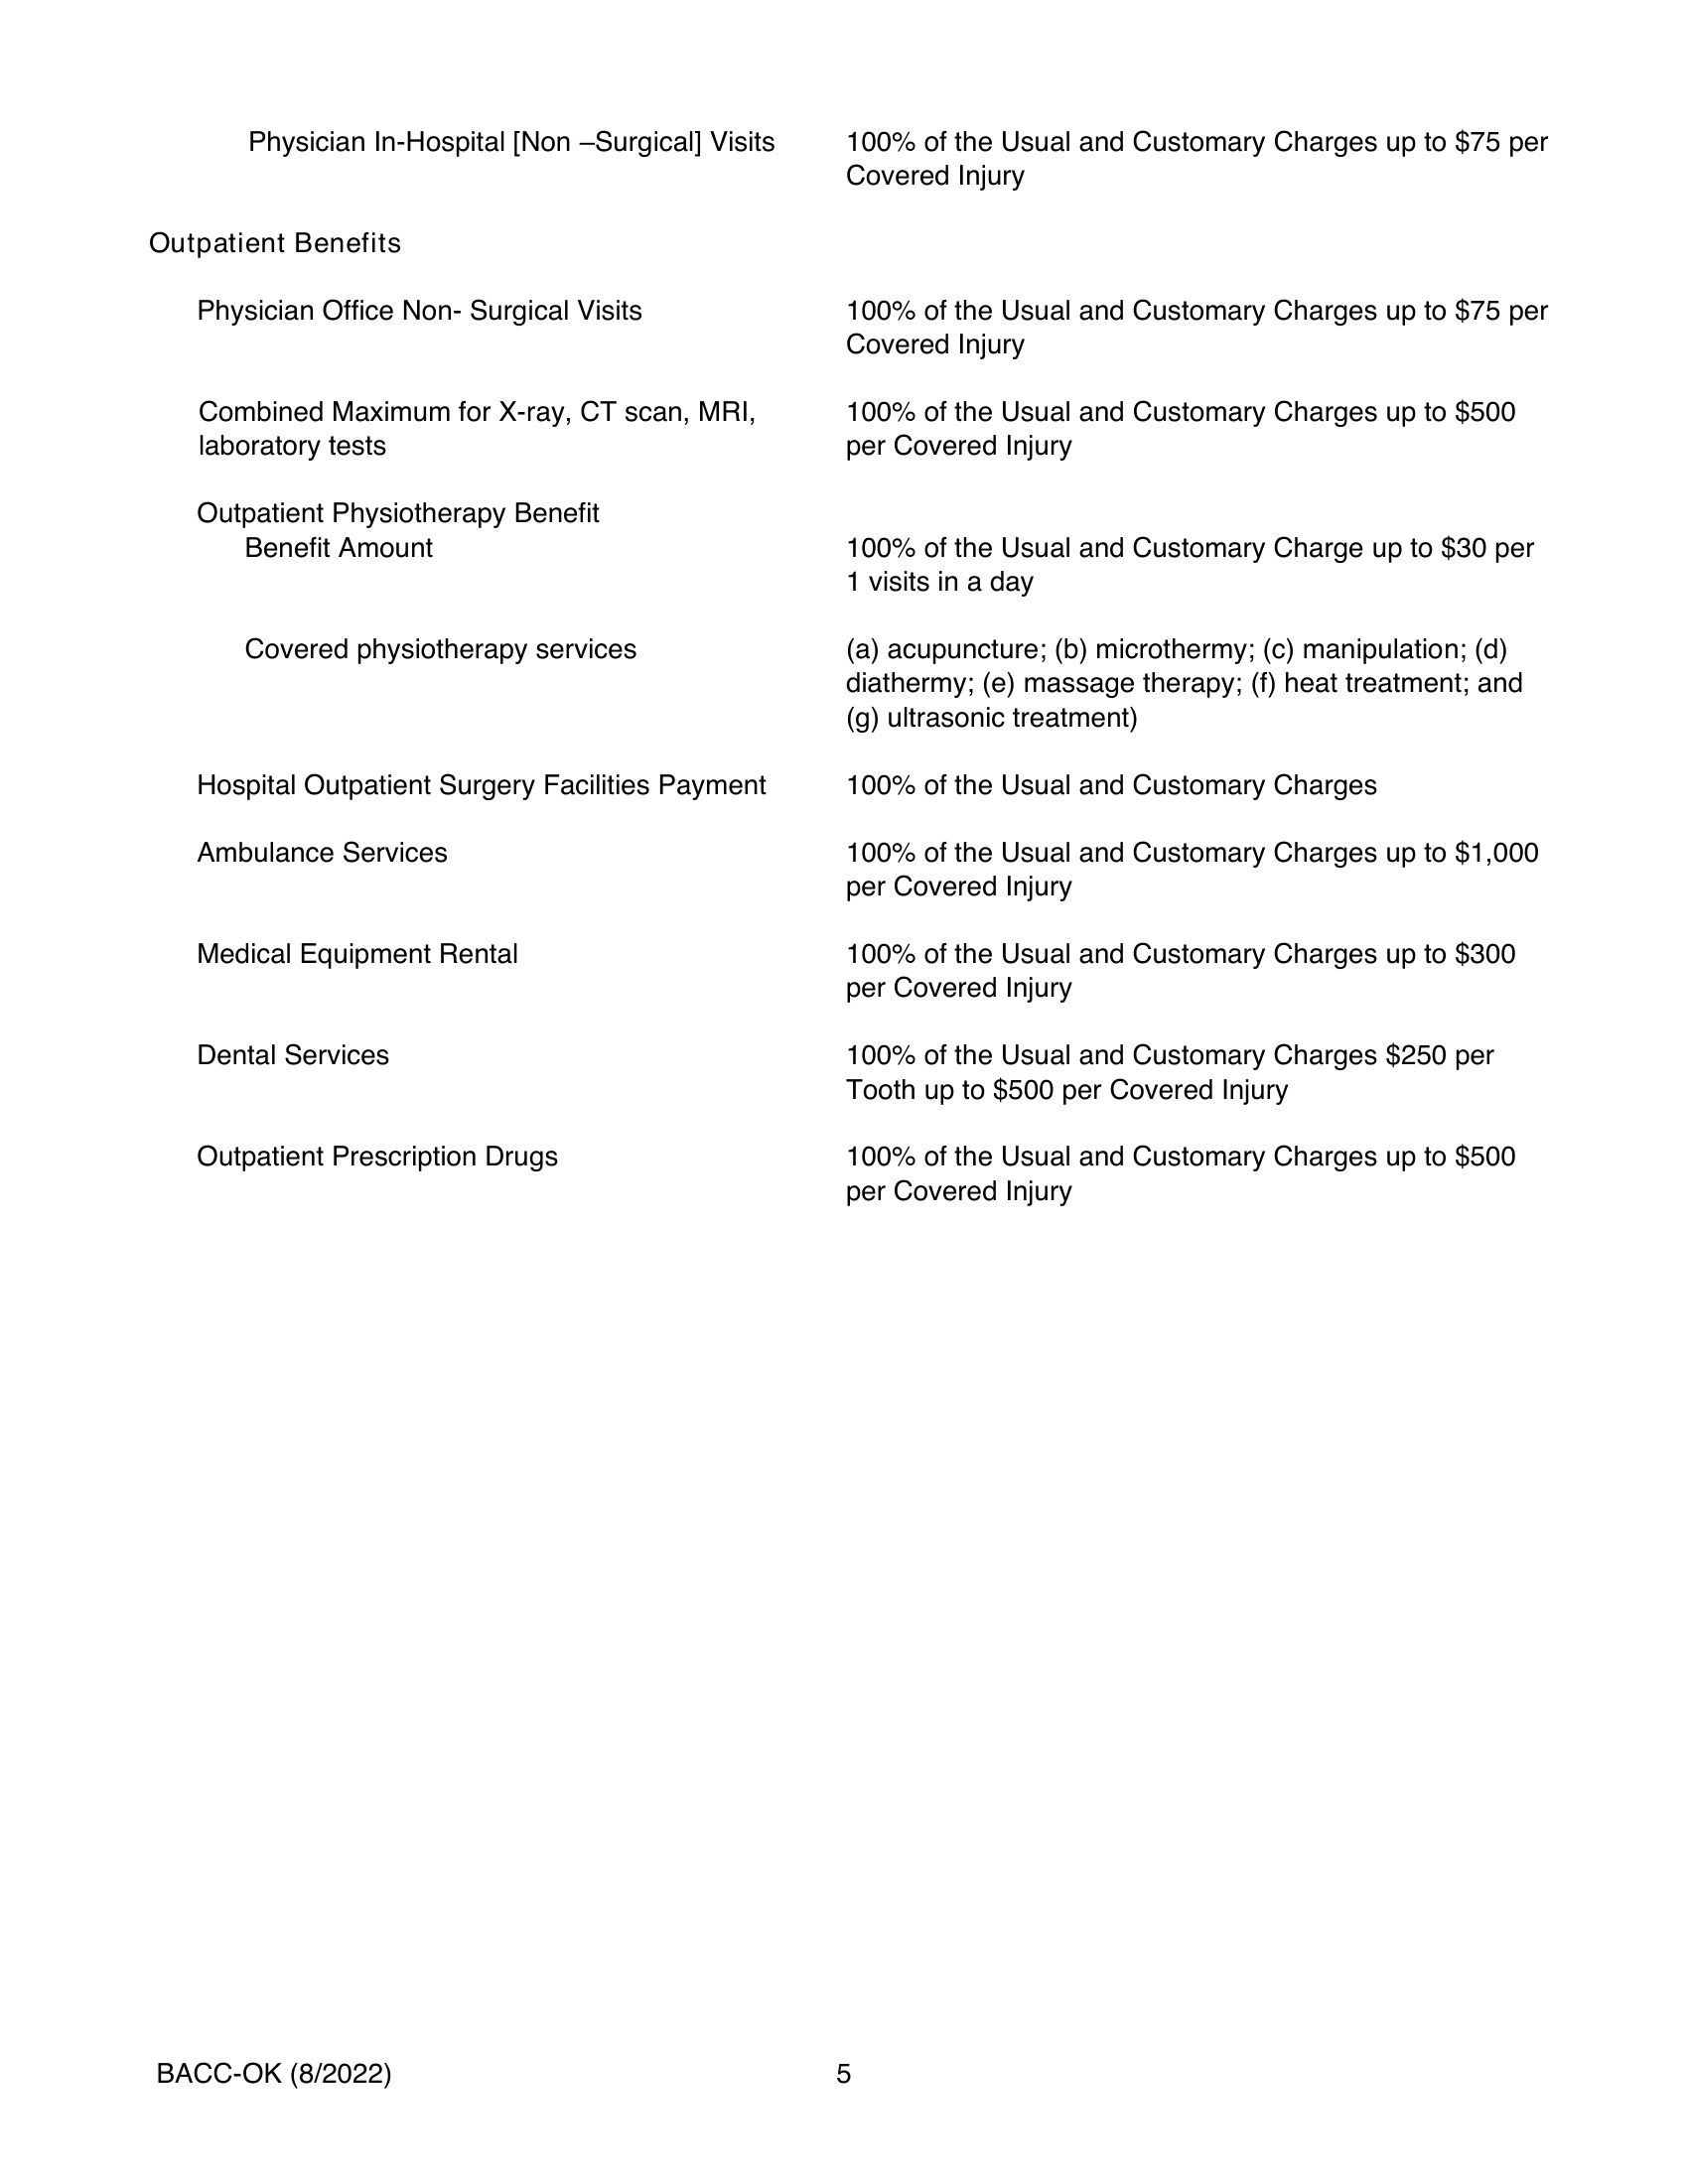 Physician In-Hospital [Non –Surgical] Visits 100% of the Usual and Customary Charges up to $75 per
Covered Injury
Outpatient Benefits
Physician Office Non- Surgical Visits 100% of the Usual and Customary Charges up to $75 per
Covered Injury
Combined Maximum for X-ray, CT scan, MRI, 100% of the Usual and Customary Charges up to $500
laboratory tests per Covered Injury
Outpatient Physiotherapy Benefit
Benefit Amount 100% of the Usual and Customary Charge up to $30 per
1 visits in a day
Covered physiotherapy services (a) acupuncture; (b) microthermy; (c) manipulation; (d)
diathermy; (e) massage therapy; (f) heat treatment; and
(g) ultrasonic treatment)
Hospital Outpatient Surgery Facilities Payment 100% of the Usual and Customary Charges
Ambulance Services 100% of the Usual and Customary Charges up to $1,000
per Covered Injury
Medical Equipment Rental 100% of the Usual and Customary Charges up to $300
per Covered Injury
Dental Services 100% of the Usual and Customary Charges $250 per
Tooth up to $500 per Covered Injury
Outpatient Prescription Drugs 100% of the Usual and Customary Charges up to $500
per Covered Injury
BACC-OK (8/2022) 5